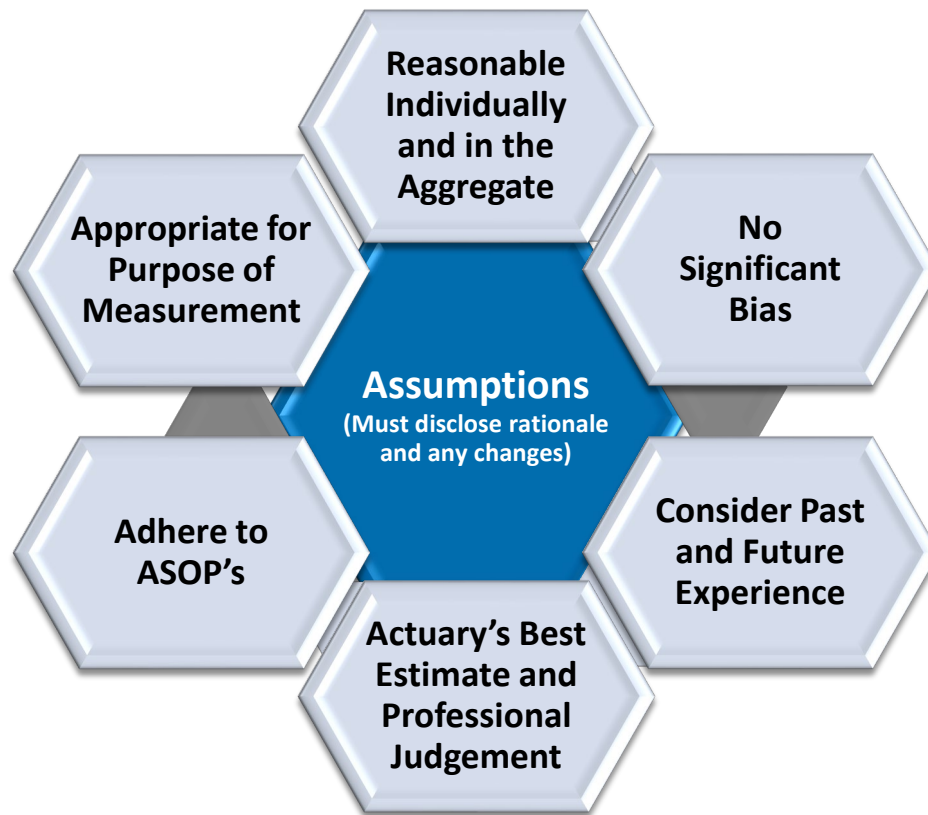 Reasonable
Individually
and in the
Aggregate
No
Significant
Bias
Consider Past
and Future
Experience
Actuary’s Best
Estimate and
Professional
Judgement
Adhere to
ASOP’s
Appropriate for
Purpose of
Measurement
Assumptions
(Must disclose rationale
and any changes)